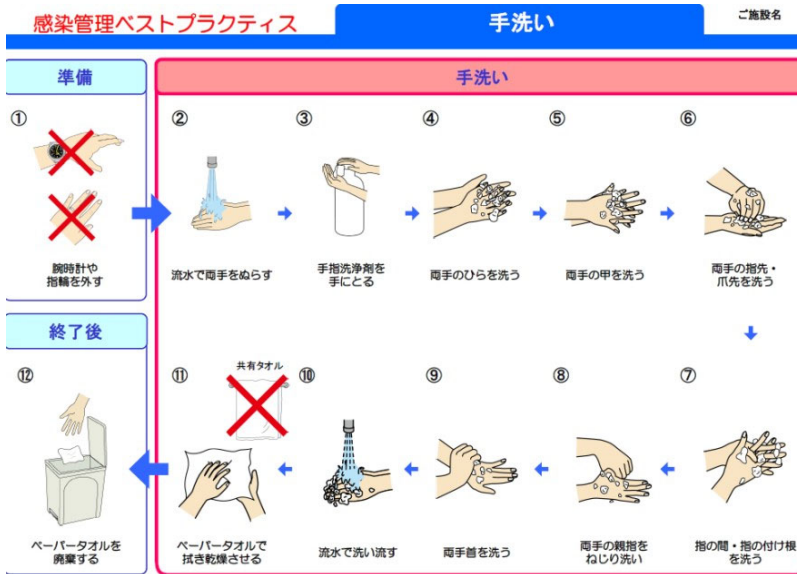 感染管理ベストプラクティス
手洗い
ご施設名
準備
手洗い
①
腕時計や
指輪を外す
②
流水で両手をぬらす
③
手指洗浄剤を
手にとる
④
両手のひらを洗う
⑤
両手の甲を洗う
⑥
両手の指先・
爪先を洗う
⑦
指の間・指の付け根
を洗う
⑧
両手の親指を
ねじり洗い
⑨
両手首を洗う
⑩
流水で洗い流す
⑪
共有タオル
ペーパータオルで
拭き乾燥させる
終了後
⑫
ペーパータオルを
廃棄する